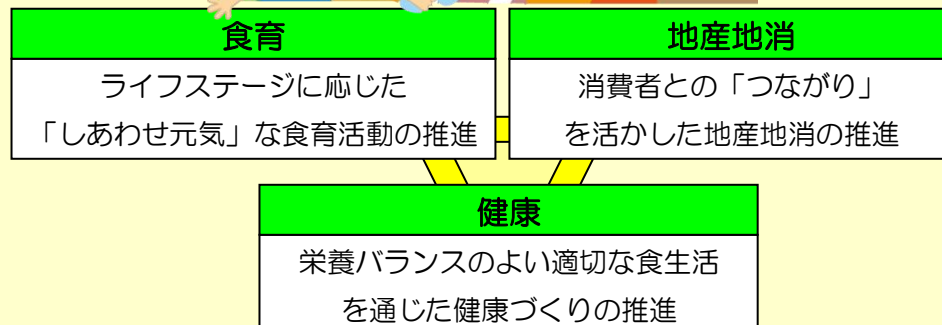 食育
ライフステージに応じた
「しあわせ元気」な食育活動の推進
地産地消
消費者との「つながり」
を活かした地産地消の推進
健康
栄養バランスのよい適切な食生活
を通じた健康づくりの推進